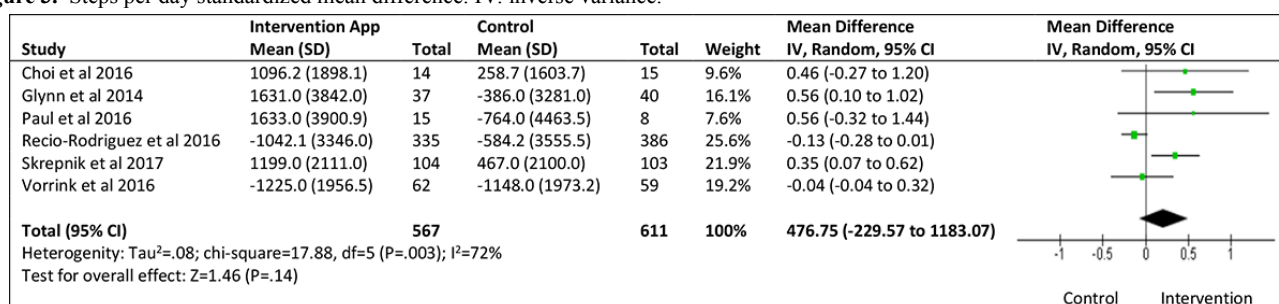 Figure 3. Steps per day standardized mean difference. IV: inverse variance.
Intervention App Control Mean Difference Mean Difference
Study Mean (SD) Total Mean (SD) Total Weight IV, Random, 95% CI IV, Random, 95% CI
Choi et al 2016 1096.2 (1898.1) 14 258.7 (1603.7) 15 9.6% 0.46 (-0.27 to 1.20)
Glynn et al 2014 1631.0 (3842.0) 37 -386.0 (3281.0) 40 16.1% 0.56 (0.10 to 1.02)
Paul et al 2016 1633.0 (3900.9) 15 -764.0 (4463.5) 8 7.6% 0.56 (-0.32 to 1.44)
Recio-Rodriguez et al 2016 -1042.1 (3346.0) 335 -584.2 (3555.5) 386 25.6% -0.13 (-0.28 to 0.01)
Skrepnik et al 2017 1199.0 (2111.0) 104 467.0 (2100.0) 103 21.9% 0.35 (0.07 to 0.62)
Vorrink et al 2016 -1225.0 (1956.5) 62 -1148.0 (1973.2) 59 19.2% -0.04 (-0.04 to 0.32)
Total (95% CI) 567 611 100% 476.75 (-229.57 to 1183.07)
Heterogenity: Tau²=.08; chi-square=17.88, df=5 (P=.003); I²=72%
-1 -0.5 0 0.5 1
Test for overall effect: Z=1.46 (P=.14)
Control Intervention